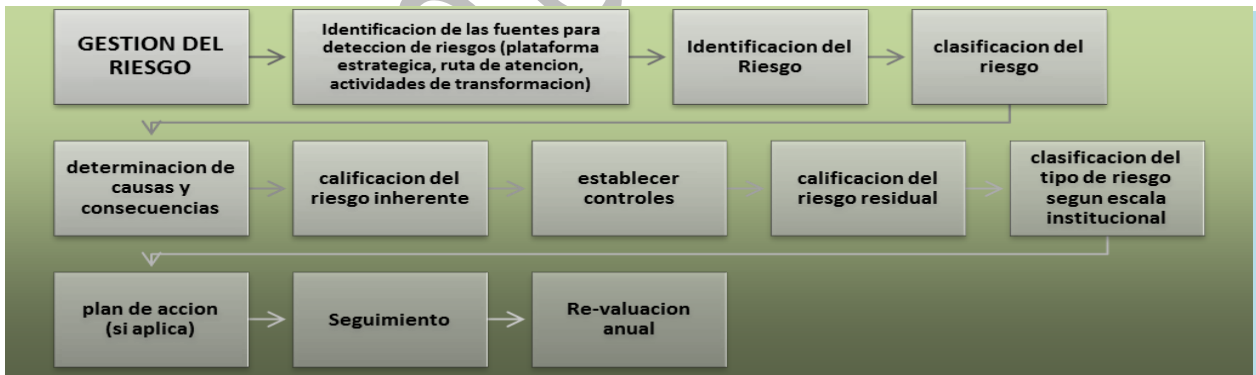 GESTION DEL
RIESGO
Identificacion de las fuentes para
deteccion de riesgos (plataforma
estrategica, ruta de atencion,
actividades de transformacion)
Identificacion del
Riesgo
clasificacion del
riesgo
determinacion de
causas y
consecuencias
calificacion del
riesgo inherente
establecer
controles
calificacion del
riesgo residual
clasificacion del
tipo de riesgo
segun escala
institucional
plan de accion
(si aplica)
Seguimiento
Re-valuacion
anual